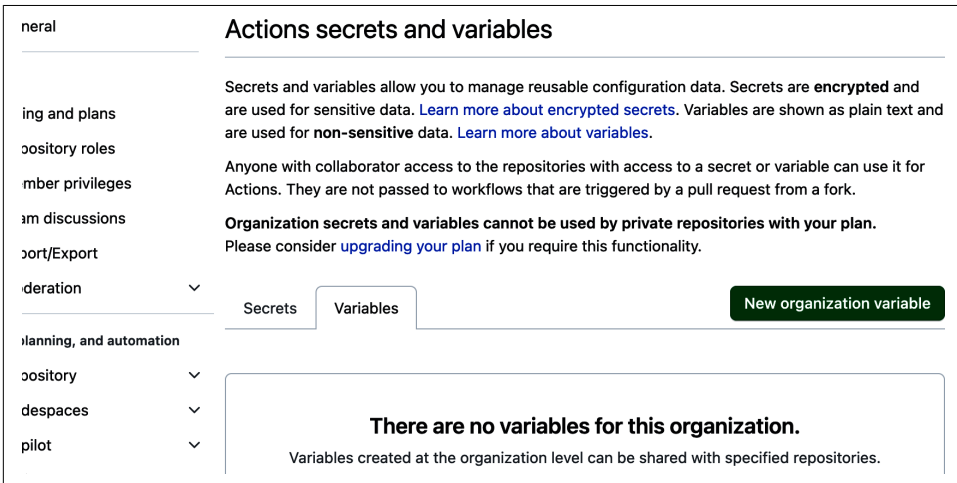 neral
ing and plans
pository roles
mber privileges
am discussions
port/Export
deration
planning, and automation
pository
despaces
pilot
Actions secrets and variables
Secrets and variables allow you to manage reusable configuration data. Secrets are encrypted and
are used for sensitive data. Learn more about encrypted secrets. Variables are shown as plain text and
are used for non-sensitive data. Learn more about variables.
Anyone with collaborator access to the repositories with access to a secret or variable can use it for
Actions. They are not passed to workflows that are triggered by a pull request from a fork.
Organization secrets and variables cannot be used by private repositories with your plan.
Please consider upgrading your plan if you require this functionality.
Secrets
Variables
New organization variable
There are no variables for this organization.
Variables created at the organization level can be shared with specified repositories.